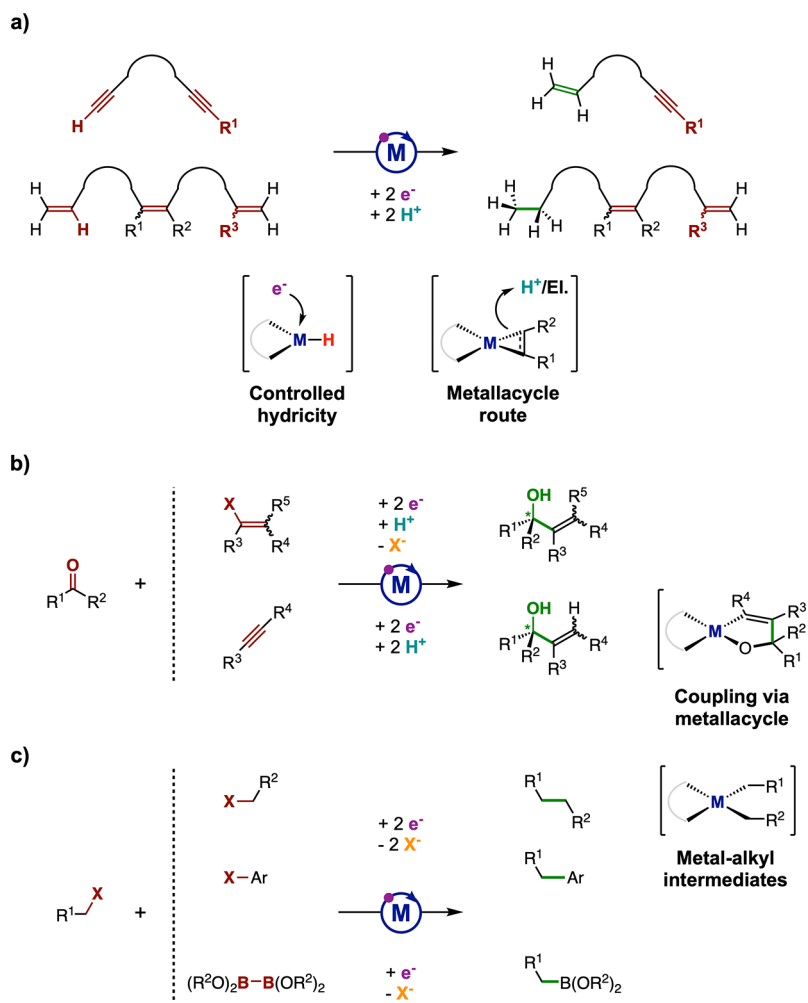 a)
H
R¹
M
+ 2 e⁻
+ 2 H⁺
H
H
H
R¹
H
H
H
R¹
R²
R³
H
H
H
H
H
H
H
R¹
R²
R³
H
H
e⁻
M
H
Controlled
hydricity
H⁺/El.
M
R²
R¹
Metallacycle
route
b)
O
R¹
R²
+
X
R⁵
R³
R⁴
+ 2 e⁻
+ H⁺
- X⁻
M
+ 2 e⁻
+ 2 H⁺
OH
R⁵
R¹
*
R²
R⁴
R³
R⁴
R³
OH
H
R¹
*
R²
R⁴
R³
R⁴
R³
M
R²
O
R¹
Coupling via
metallacycle
c)
X
R¹
+
X
R²
X
Ar
(R²O)₂B
B(OR²)₂
+ 2 e⁻
- 2 X⁻
M
+ e⁻
- X⁻
R¹
R²
R¹
Ar
R¹
B(OR²)₂
M
R¹
R²
Metal-alkyl
intermediates